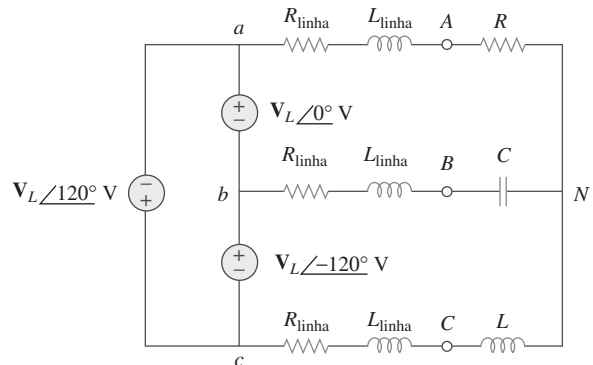 a
R_linha
L_linha
A
R
+
−
V_L∠0° V
V_L∠120° V
−
+
b
R_linha
L_linha
B
C
N
+
−
V_L∠−120° V
R_linha
L_linha
C
L
c